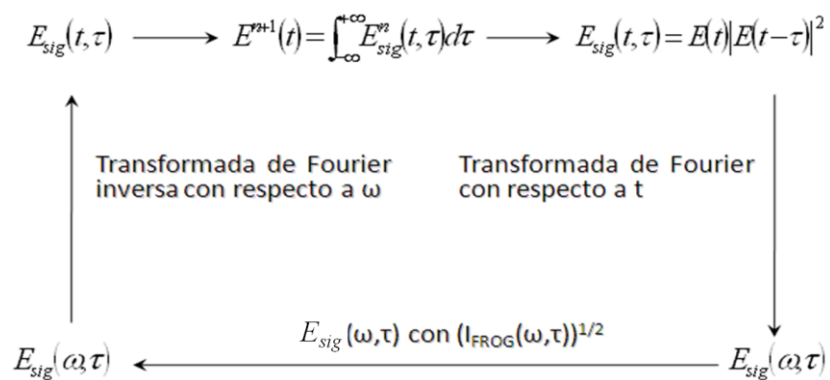 E_sig(t,τ) ⟶ E^{n+1}(t)=∫_{-∞}^{+∞}E^n_sig(t,τ)dτ ⟶ E_sig(t,τ)=E(t)|E(t−τ)|²
Transformada de Fourier
inversa con respecto a ω
Transformada de Fourier
con respecto a t
E_sig (ω,τ) con (I_FROG(ω,τ))^{1/2}
E_sig(ω,τ) ⟵ E_sig(ω,τ)